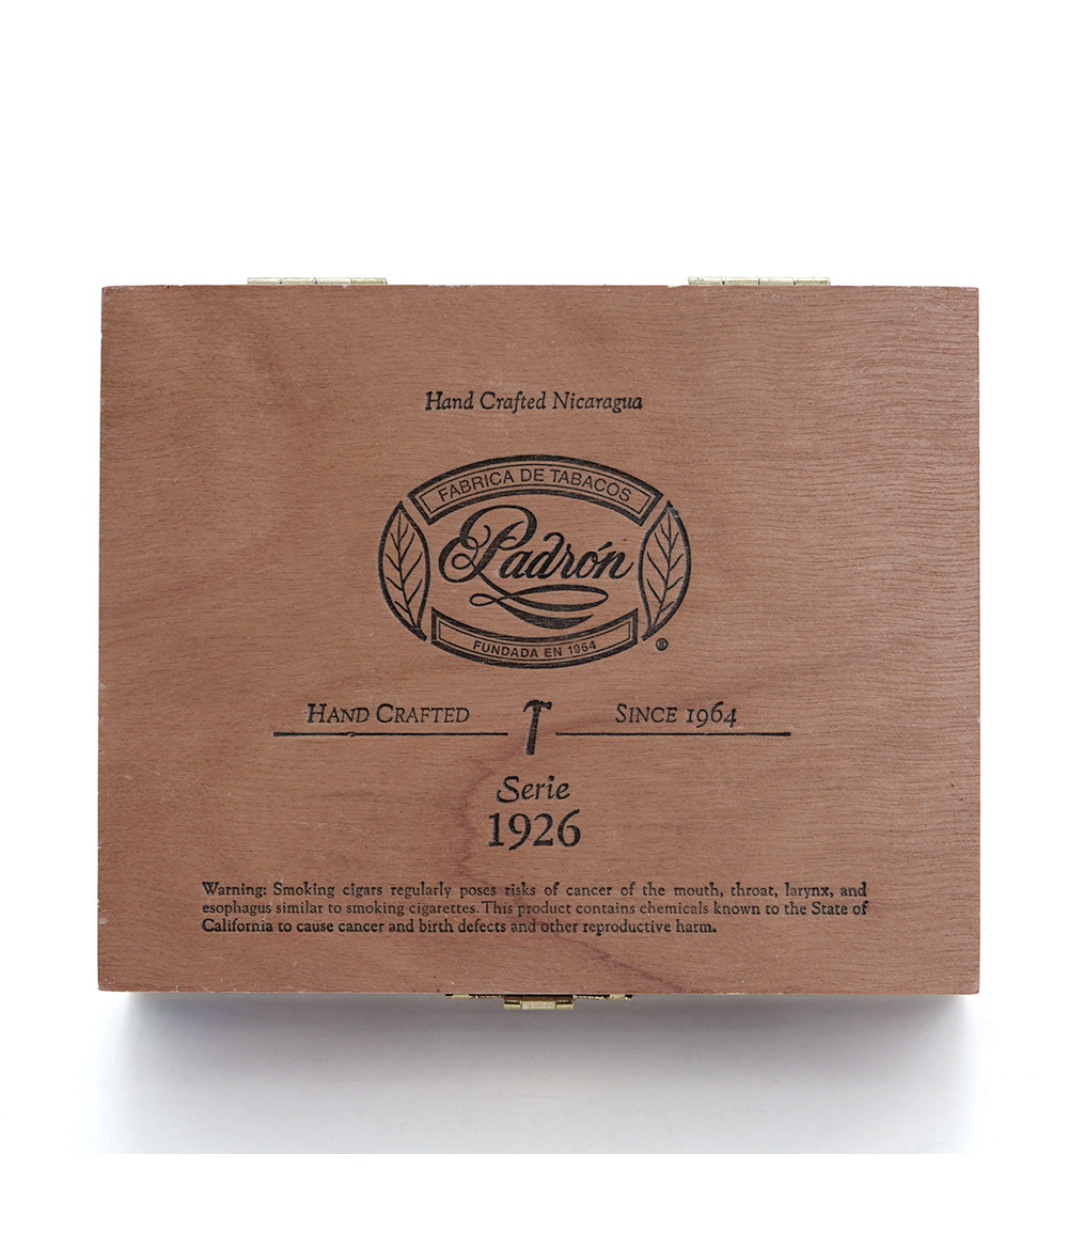 Hand Crafted Nicaragua
FABRICA DE TABACOS
Padrón
FUNDADA EN 1964
®
HAND CRAFTED SINCE 1964
Serie
1926
Warning: Smoking cigars regularly poses risks of cancer of the mouth, throat, larynx, and
esophagus similar to smoking cigarettes. This product contains chemicals known to the State of
California to cause cancer and birth defects and other reproductive harm.